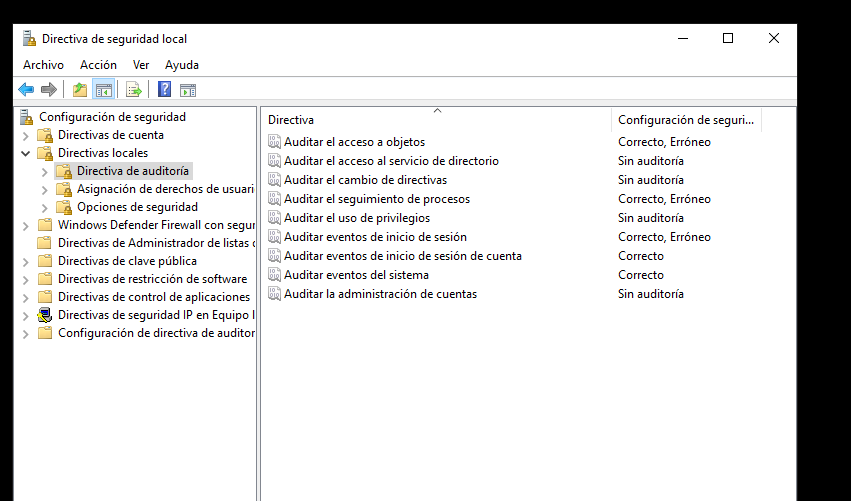 Directiva de seguridad local
Archivo Acción Ver Ayuda
Configuración de seguridad
Directivas de cuenta
Directivas locales
Directiva de auditoría
Asignación de derechos de usuari
Opciones de seguridad
Windows Defender Firewall con segur
Directivas de Administrador de listas d
Directivas de clave pública
Directivas de restricción de software
Directivas de control de aplicaciones
Directivas de seguridad IP en Equipo l
Configuración de directiva de auditor
Directiva Configuración de seguri...
Auditar el acceso a objetos Correcto, Erróneo
Auditar el acceso al servicio de directorio Sin auditoría
Auditar el cambio de directivas Sin auditoría
Auditar el seguimiento de procesos Correcto, Erróneo
Auditar el uso de privilegios Sin auditoría
Auditar eventos de inicio de sesión Correcto, Erróneo
Auditar eventos de inicio de sesión de cuenta Correcto
Auditar eventos del sistema Correcto
Auditar la administración de cuentas Sin auditoría